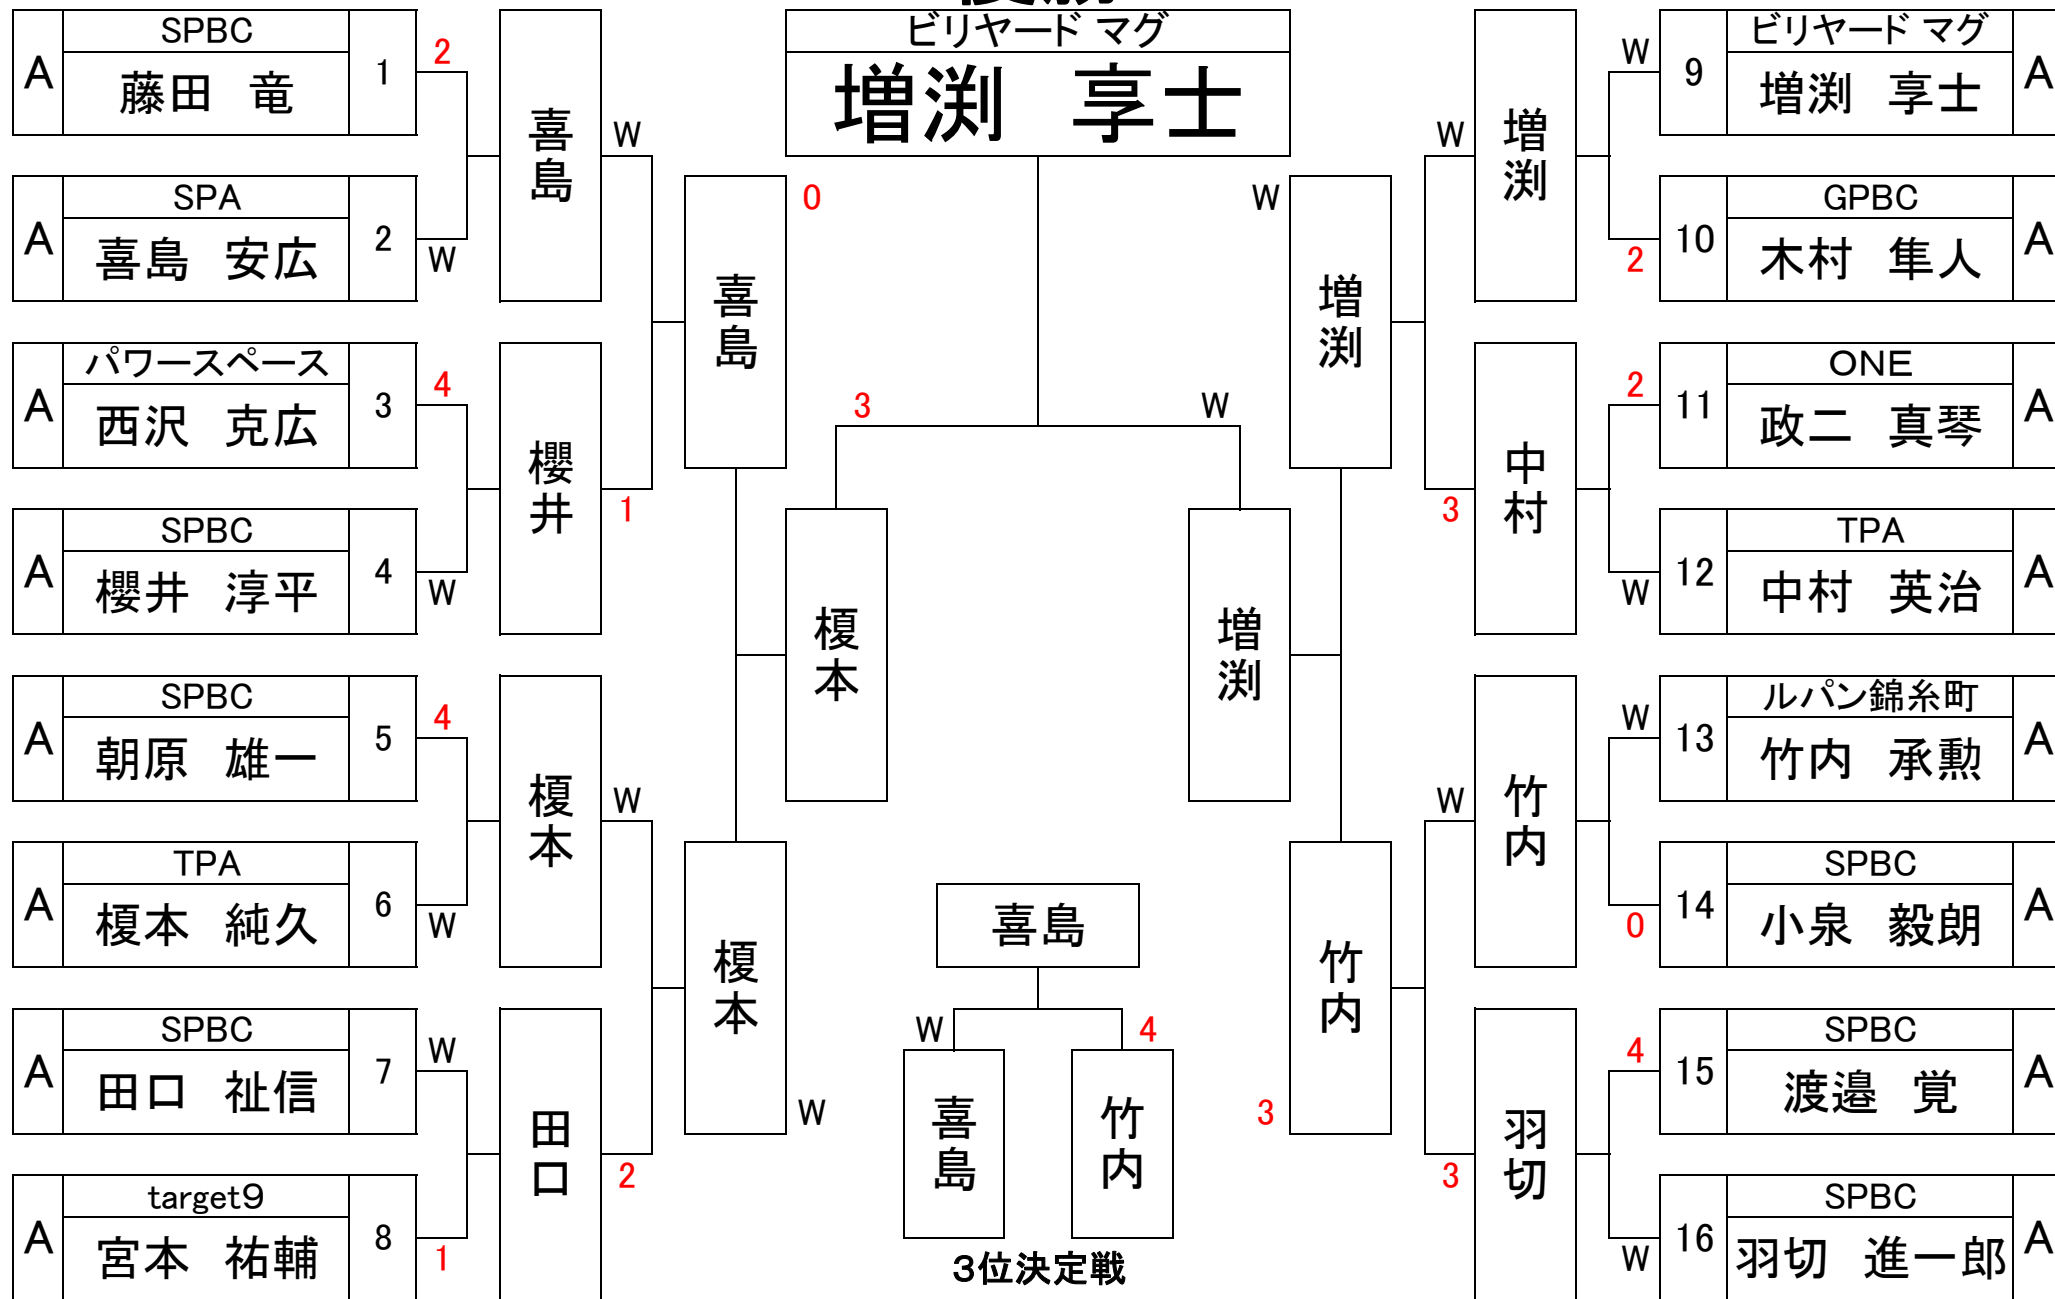 優勝
ビリヤード マグ
増渕 享士
A
SPBC
藤田 竜
1
2
A
SPA
喜島 安広
2
W
A
パワースペース
西沢 克広
3
4
A
SPBC
櫻井 淳平
4
W
A
SPBC
朝原 雄一
5
4
A
TPA
榎本 純久
6
W
A
SPBC
田口 祉信
7
W
A
target9
宮本 祐輔
8
1
喜島
W
櫻井
1
榎本
W
田口
2
喜島
0
榎本
W
榎本
3
増渕
W
増渕
W
竹内
3
増渕
W
中村
3
竹内
W
羽切
3
W
9
ビリヤード マグ
増渕 享士
A
2
10
GPBC
木村 隼人
A
2
11
ONE
政二 真琴
A
W
12
TPA
中村 英治
A
W
13
ルパン錦糸町
竹内 承勲
A
0
14
SPBC
小泉 毅朗
A
4
15
SPBC
渡邉 覚
A
W
16
SPBC
羽切 進一郎
A
喜島
W
4
喜島
竹内
3位決定戦